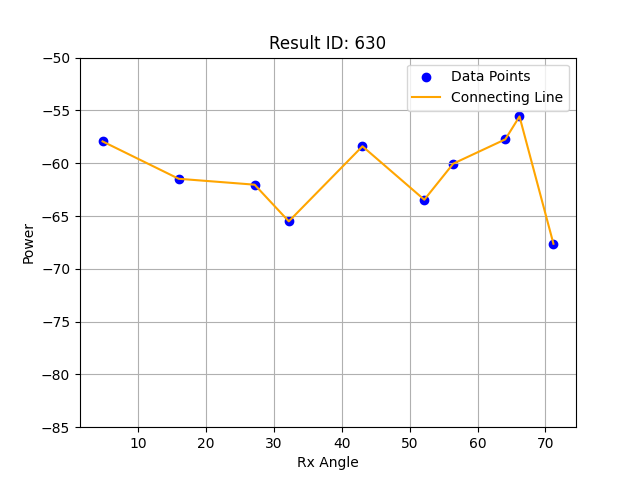 Result ID: 630
Data Points
Connecting Line
Power
−50
−55
−60
−65
−70
−75
−80
−85
10 20 30 40 50 60 70
Rx Angle